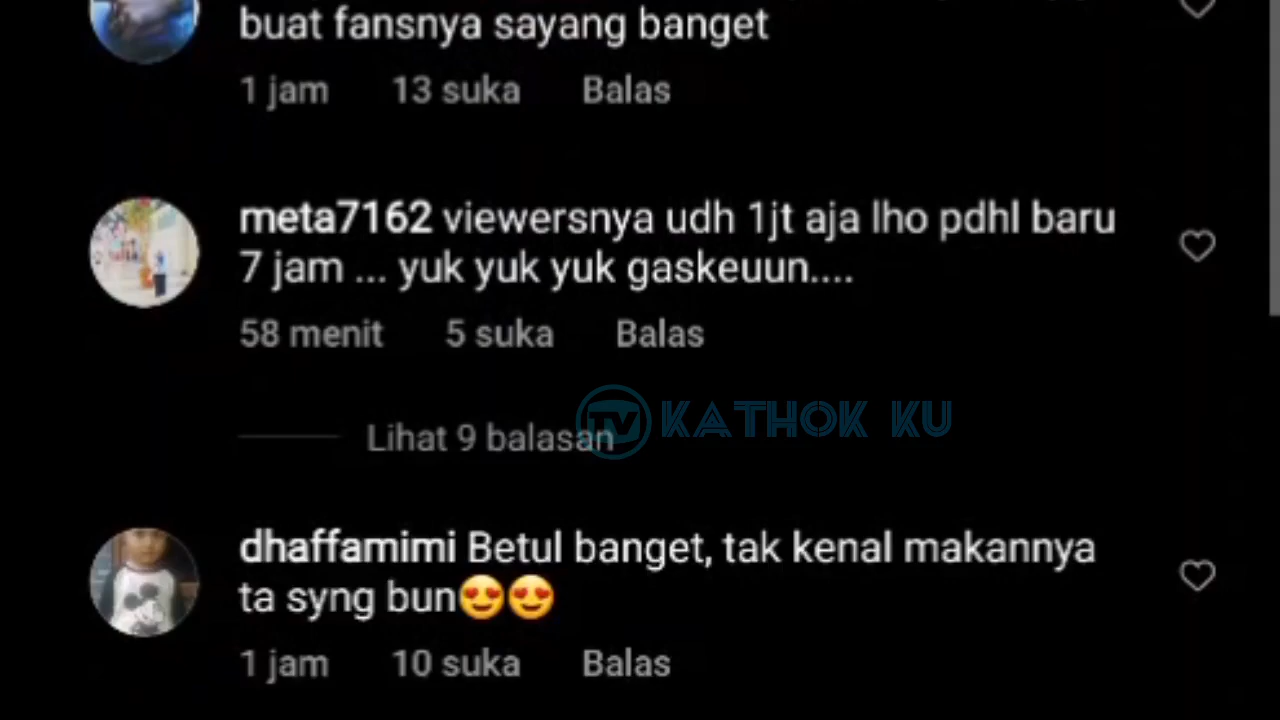 buat fansnya sayang banget
1 jam 13 suka Balas
meta7162 viewersnya udh 1jt aja lho pdhl baru
7 jam ... yuk yuk yuk gaskeuun....
58 menit 5 suka Balas
TV KATHOK KU
Lihat 9 balasan
dhaffamimi Betul banget, tak kenal makannya
ta syng bun😍😍
1 jam 10 suka Balas